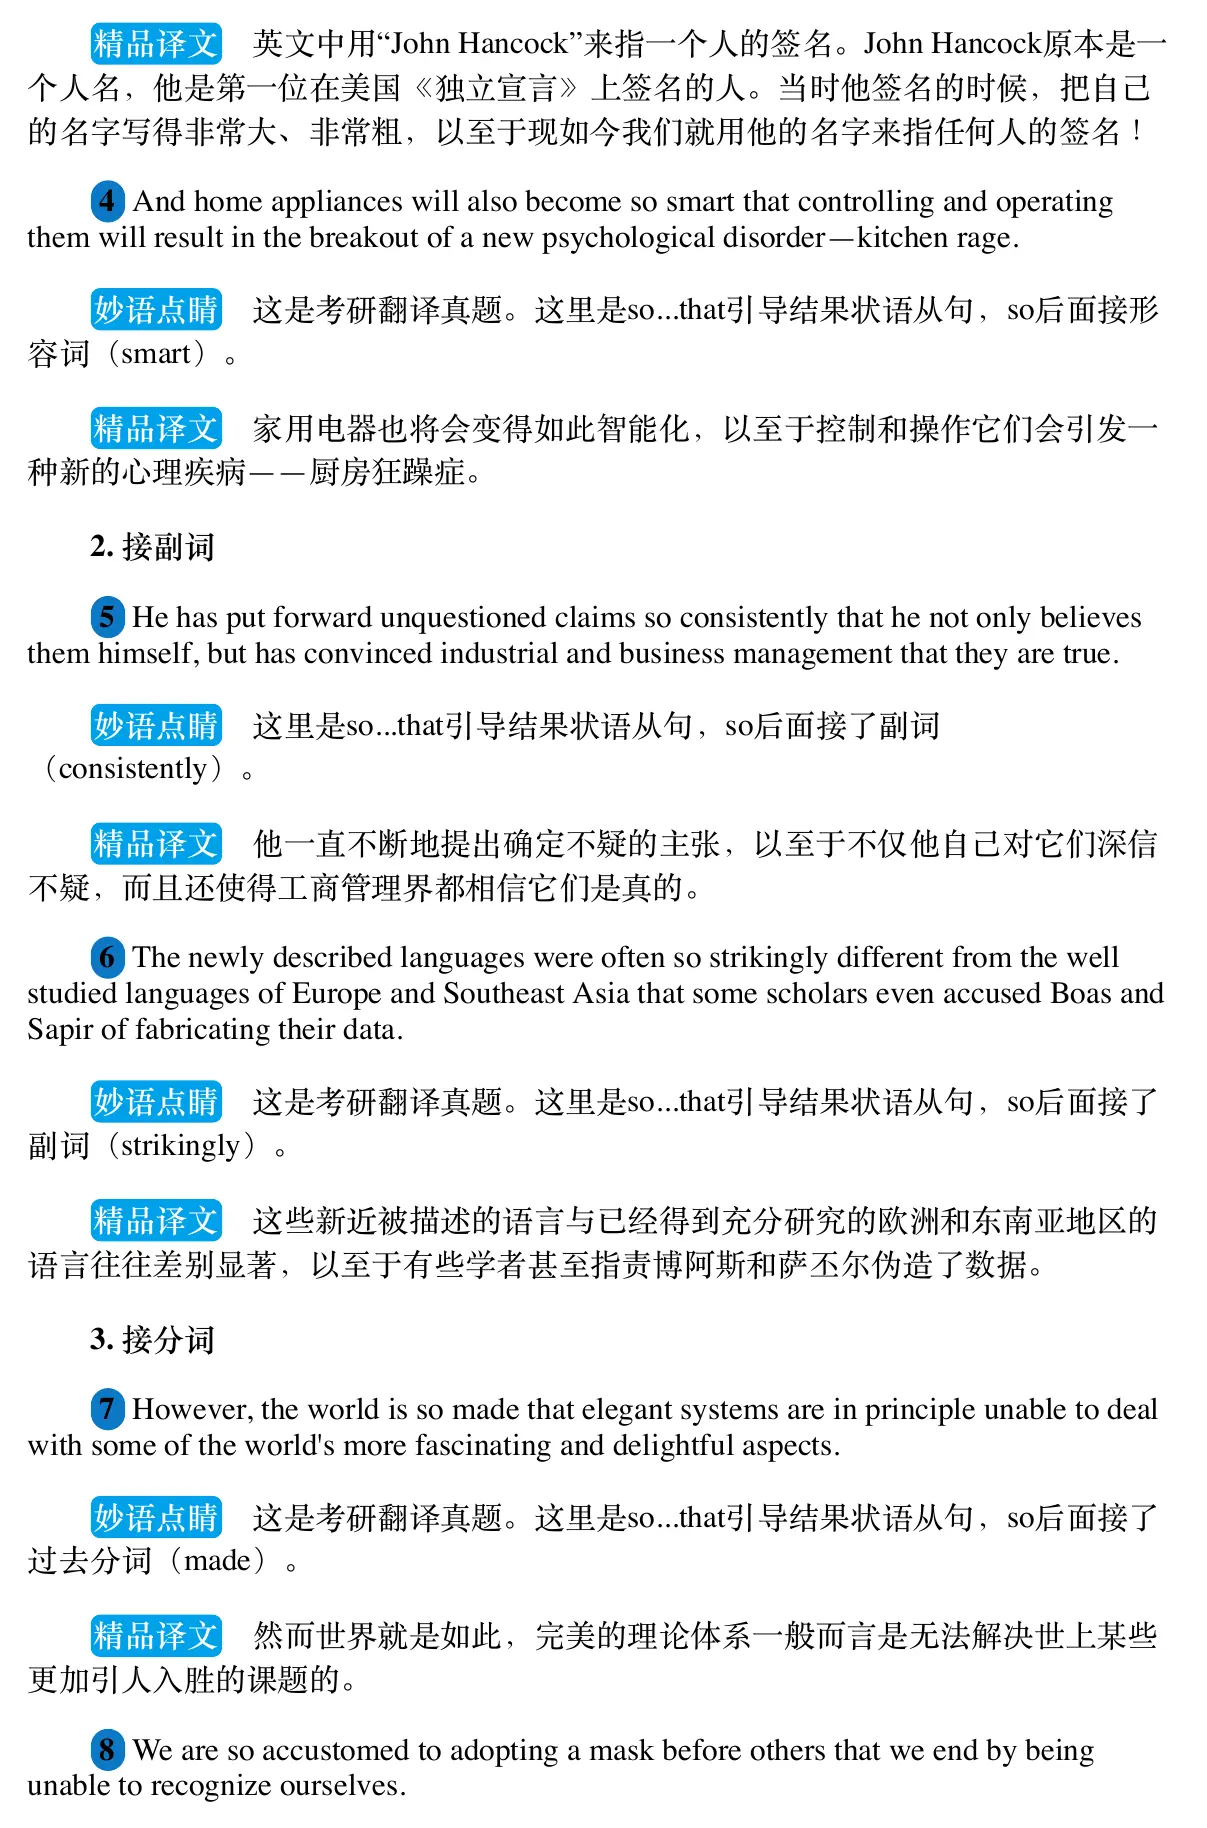 精品译文 英文中用“John Hancock”来指一个人的签名。John Hancock原本是一
个人名，他是第一位在美国《独立宣言》上签名的人。当时他签名的时候，把自己
的名字写得非常大、非常粗，以至于现如今我们就用他的名字来指任何人的签名！
4 And home appliances will also become so smart that controlling and operating
them will result in the breakout of a new psychological disorder—kitchen rage.
妙语点睛 这是考研翻译真题。这里是so...that引导结果状语从句，so后面接形
容词（smart）。
精品译文 家用电器也将会变得如此智能化，以至于控制和操作它们会引发一
种新的心理疾病——厨房狂躁症。
2. 接副词
5 He has put forward unquestioned claims so consistently that he not only believes
them himself, but has convinced industrial and business management that they are true.
妙语点睛 这里是so...that引导结果状语从句，so后面接了副词
（consistently）。
精品译文 他一直不断地提出确定不疑的主张，以至于不仅他自己对它们深信
不疑，而且还使得工商管理界都相信它们是真的。
6 The newly described languages were often so strikingly different from the well
studied languages of Europe and Southeast Asia that some scholars even accused Boas and
Sapir of fabricating their data.
妙语点睛 这是考研翻译真题。这里是so...that引导结果状语从句，so后面接了
副词（strikingly）。
精品译文 这些新近被描述的语言与已经得到充分研究的欧洲和东南亚地区的
语言往往差别显著，以至于有些学者甚至指责博阿斯和萨丕尔伪造了数据。
3. 接分词
7 However, the world is so made that elegant systems are in principle unable to deal
with some of the world's more fascinating and delightful aspects.
妙语点睛 这是考研翻译真题。这里是so...that引导结果状语从句，so后面接了
过去分词（made）。
精品译文 然而世界就是如此，完美的理论体系一般而言是无法解决世上某些
更加引人入胜的课题的。
8 We are so accustomed to adopting a mask before others that we end by being
unable to recognize ourselves.